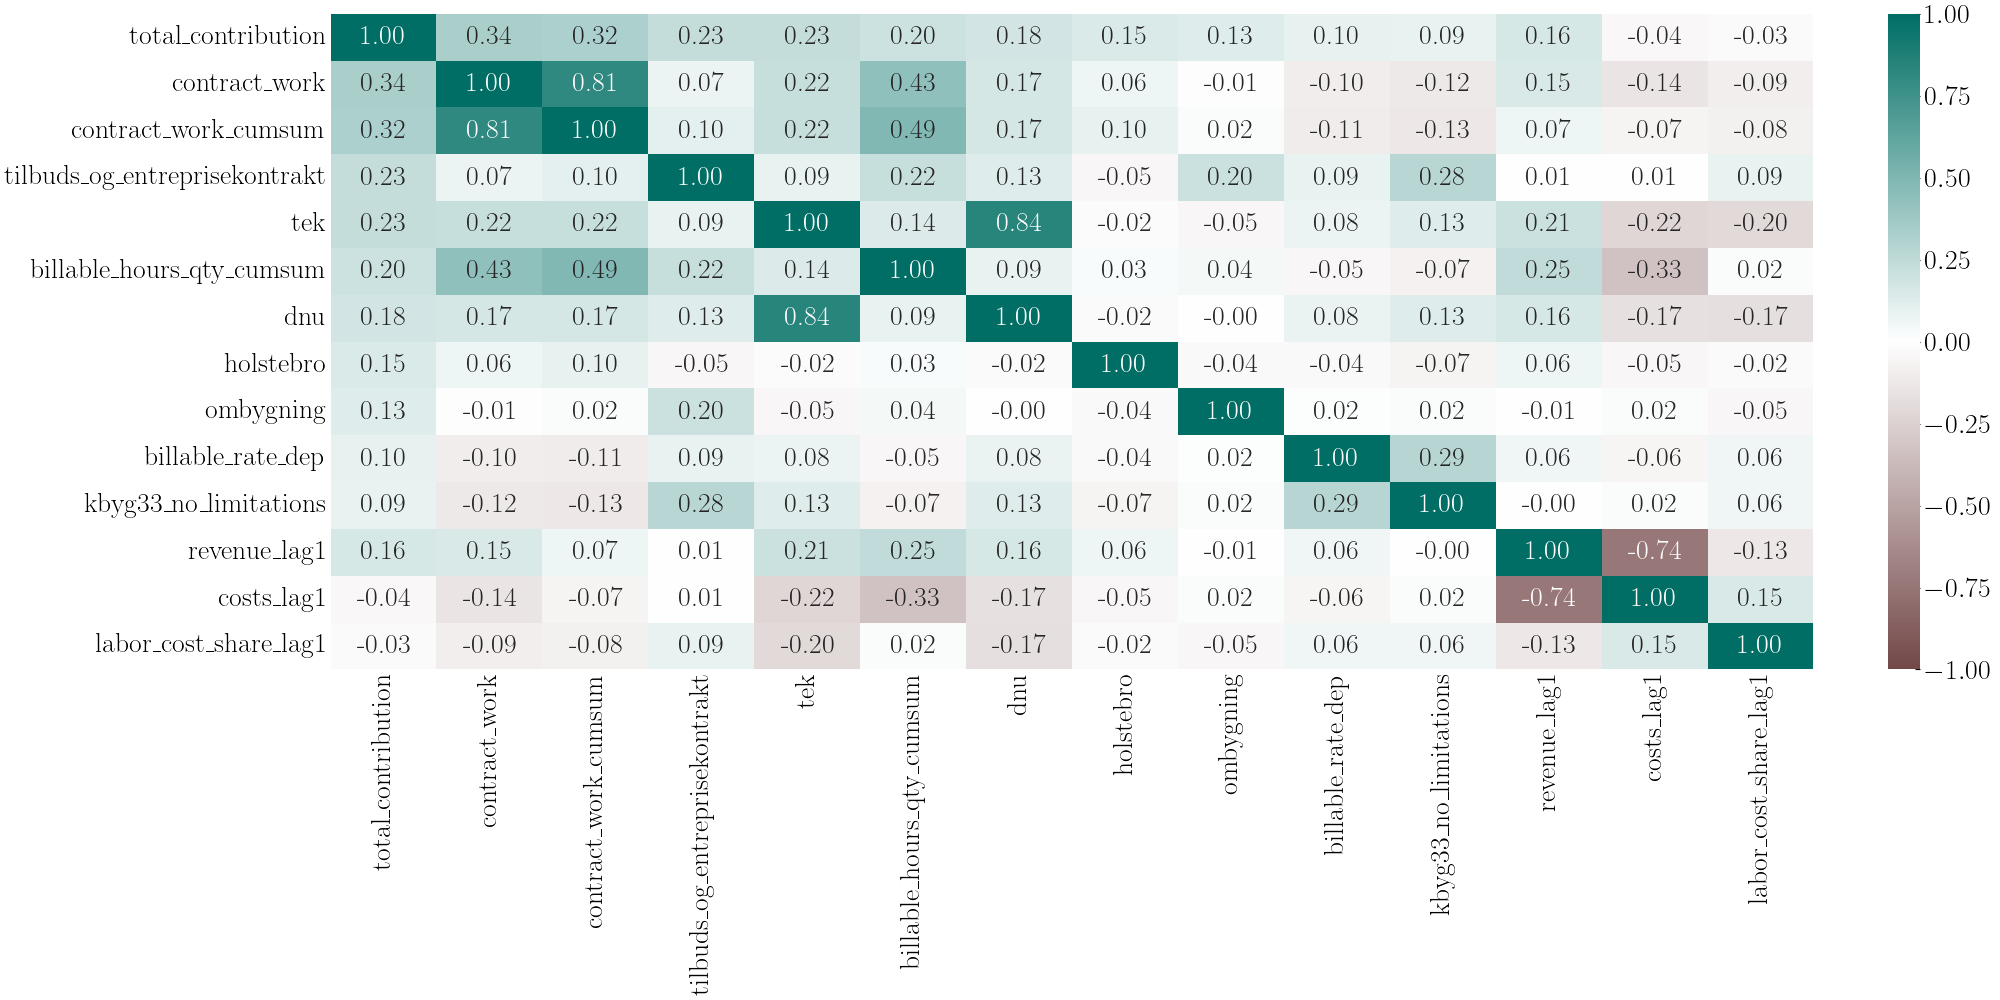 total_contribution 1.00 0.34 0.32 0.23 0.23 0.20 0.18 0.15 0.13 0.10 0.09 0.16 -0.04 -0.03
contract_work 0.34 1.00 0.81 0.07 0.22 0.43 0.17 0.06 -0.01 -0.10 -0.12 0.15 -0.14 -0.09
contract_work_cumsum 0.32 0.81 1.00 0.10 0.22 0.49 0.17 0.10 0.02 -0.11 -0.13 0.07 -0.07 -0.08
tilbuds_og_entreprisekontrakt 0.23 0.07 0.10 1.00 0.09 0.22 0.13 -0.05 0.20 0.09 0.28 0.01 0.01 0.09
tek 0.23 0.22 0.22 0.09 1.00 0.14 0.84 -0.02 -0.05 0.08 0.13 0.21 -0.22 -0.20
billable_hours_qty_cumsum 0.20 0.43 0.49 0.22 0.14 1.00 0.09 0.03 0.04 -0.05 -0.07 0.25 -0.33 0.02
dnu 0.18 0.17 0.17 0.13 0.84 0.09 1.00 -0.02 -0.00 0.08 0.13 0.16 -0.17 -0.17
holstebro 0.15 0.06 0.10 -0.05 -0.02 0.03 -0.02 1.00 -0.04 -0.04 -0.07 0.06 -0.05 -0.02
ombygning 0.13 -0.01 0.02 0.20 -0.05 0.04 -0.00 -0.04 1.00 0.02 0.02 -0.01 0.02 -0.05
billable_rate_dep 0.10 -0.10 -0.11 0.09 0.08 -0.05 0.08 -0.04 0.02 1.00 0.29 0.06 -0.06 0.06
kbyg33_no_limitations 0.09 -0.12 -0.13 0.28 0.13 -0.07 0.13 -0.07 0.02 0.29 1.00 -0.00 0.02 0.06
revenue_lag1 0.16 0.15 0.07 0.01 0.21 0.25 0.16 0.06 -0.01 0.06 -0.00 1.00 -0.74 -0.13
costs_lag1 -0.04 -0.14 -0.07 0.01 -0.22 -0.33 -0.17 -0.05 0.02 -0.06 0.02 -0.74 1.00 0.15
labor_cost_share_lag1 -0.03 -0.09 -0.08 0.09 -0.20 0.02 -0.17 -0.02 -0.05 0.06 0.06 -0.13 0.15 1.00
total_contribution
contract_work
contract_work_cumsum
tilbuds_og_entreprisekontrakt
tek
billable_hours_qty_cumsum
dnu
holstebro
ombygning
billable_rate_dep
kbyg33_no_limitations
revenue_lag1
costs_lag1
labor_cost_share_lag1
1.00
0.75
0.50
0.25
0.00
−0.25
−0.50
−0.75
−1.00